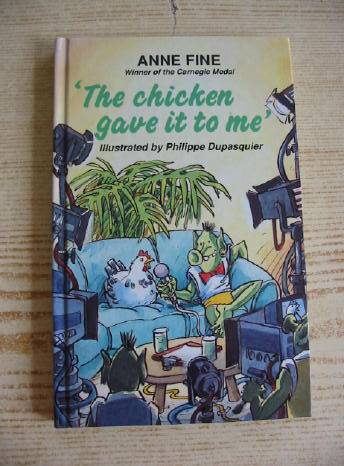 ANNE FINE
Winner of the Carnegie Medal
'The chicken
gave it to me'
Illustrated by Philippe Dupasquier